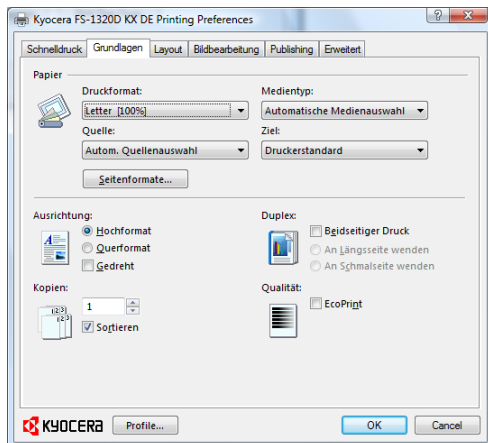 Kyocera FS-1320D KX DE Printing Preferences
Schnelldruck Grundlagen Layout Bildbearbeitung Publishing Erweitert
Papier
Druckformat: Medientyp:
Letter [100%] Automatische Medienauswahl
Quelle: Ziel:
Autom. Quellenauswahl Druckerstandard
Seitenformate...
Ausrichtung: Duplex:
Hochformat Beidseitiger Druck
Querformat An Längsseite wenden
Gedreht An Schmalseite wenden
Kopien: Qualität:
1 EcoPrint
Sortieren
KYOCERA Profile... OK Cancel